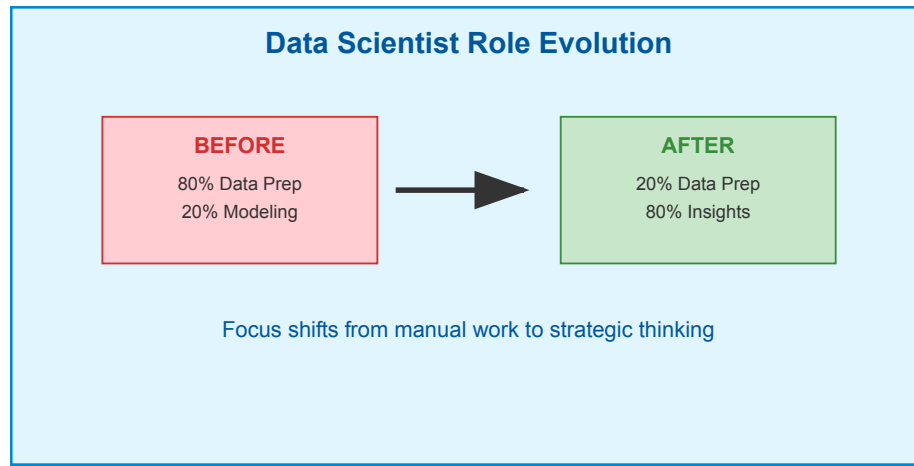 Data Scientist Role Evolution
BEFORE
80% Data Prep
20% Modeling
AFTER
20% Data Prep
80% Insights
Focus shifts from manual work to strategic thinking